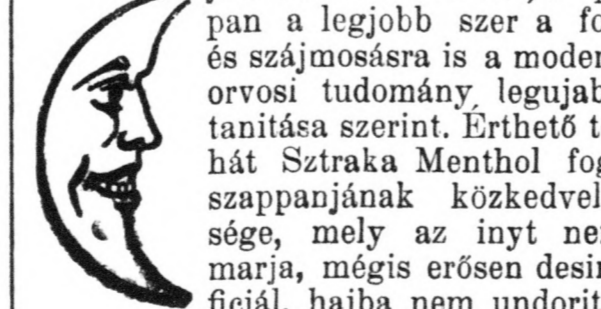 pan a legjobb szer a fo
és szájmosásra is a moder
orvosi tudomány legujab
tanitása szerint. Érthető t
hát Sztraka Menthol fog
szappanjának közkedvel
sége, mely az inyt ne
marja, mégis erősen desin
ficiál, hajba nem undorit